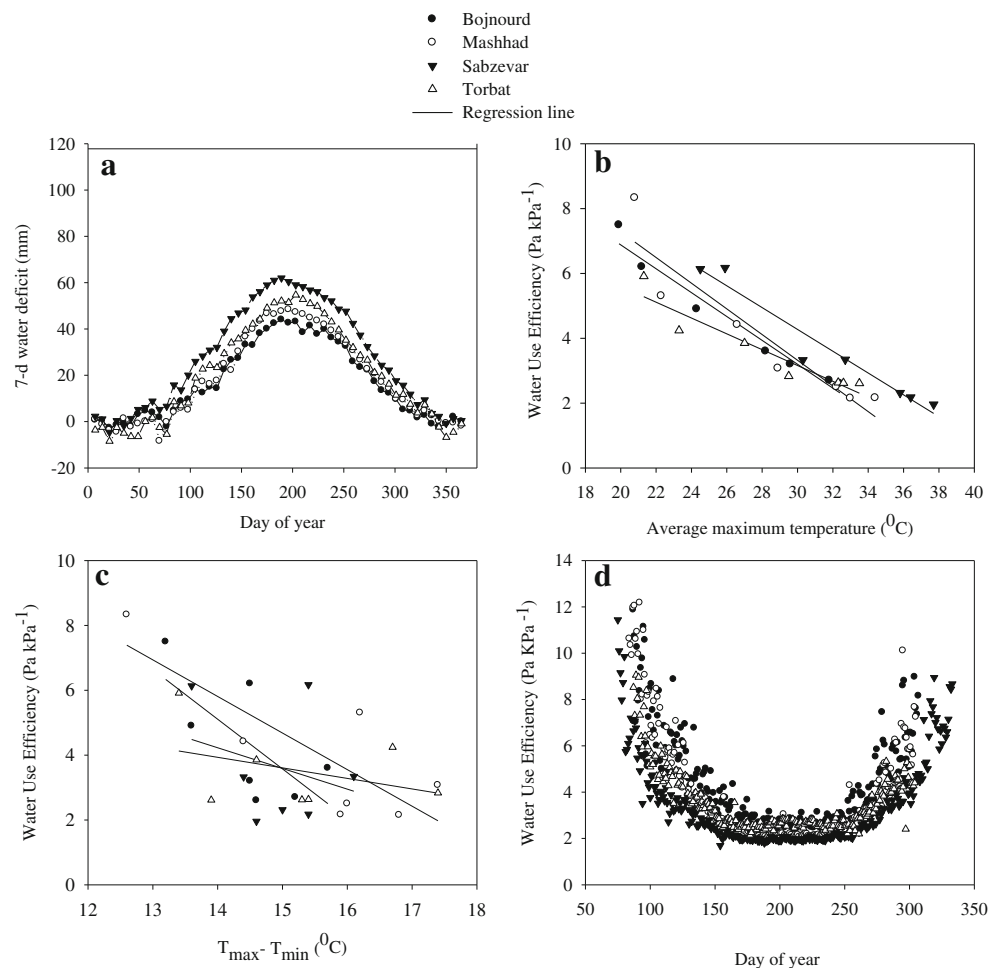 Bojnourd
Mashhad
Sabzevar
Torbat
Regression line
a
120
100
80
60
40
20
0
-20
7-d water deficit (mm)
0 50 100 150 200 250 300 350
Day of year
b
10
8
6
4
2
0
Water Use Efficiency (Pa kPa⁻¹)
18 20 22 24 26 28 30 32 34 36 38 40
Average maximum temperature (⁰C)
c
10
8
6
4
2
0
Water Use Efficiency (Pa kPa⁻¹)
12 13 14 15 16 17 18
Tmax- Tmin (⁰C)
d
14
12
10
8
6
4
2
0
Water Use Efficiency (Pa KPa⁻¹)
50 100 150 200 250 300 350
Day of year